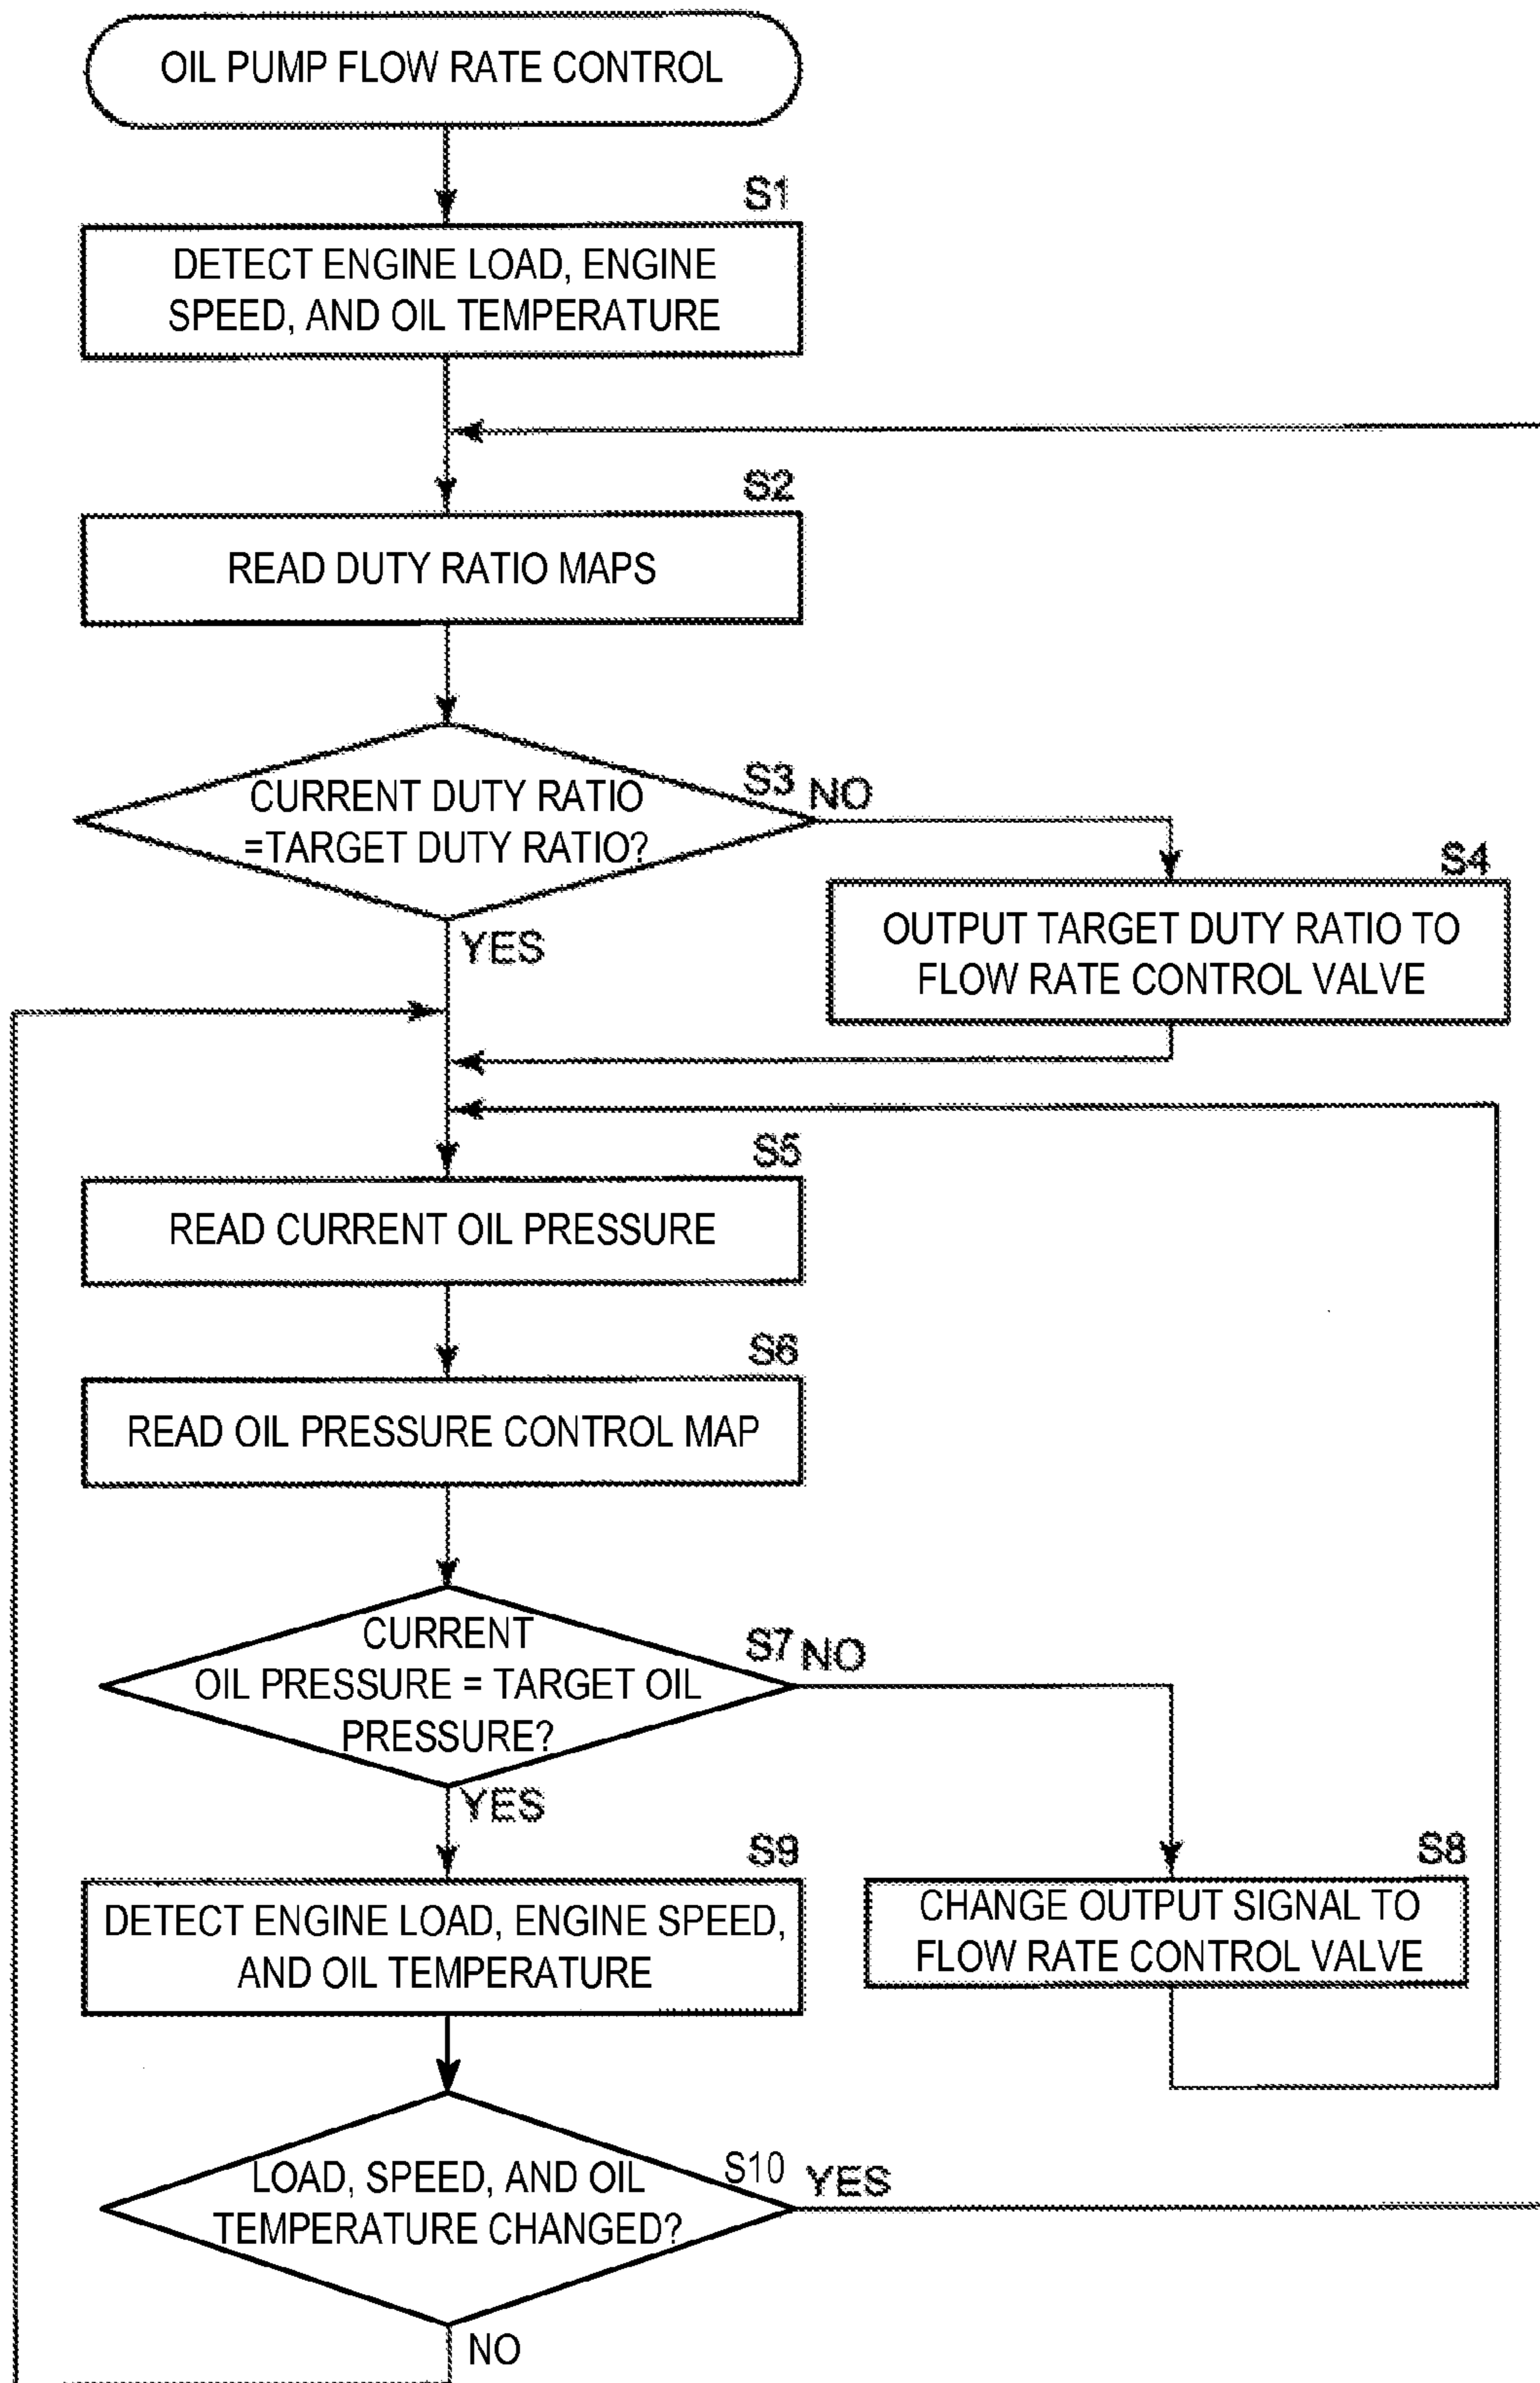 OIL PUMP FLOW RATE CONTROL
S1
DETECT ENGINE LOAD, ENGINE
SPEED, AND OIL TEMPERATURE
S2
READ DUTY RATIO MAPS
S3
NO
CURRENT DUTY RATIO
=TARGET DUTY RATIO?
YES
S4
OUTPUT TARGET DUTY RATIO TO
FLOW RATE CONTROL VALVE
S5
READ CURRENT OIL PRESSURE
S6
READ OIL PRESSURE CONTROL MAP
S7
NO
CURRENT
OIL PRESSURE = TARGET OIL
PRESSURE?
YES
S8
CHANGE OUTPUT SIGNAL TO
FLOW RATE CONTROL VALVE
S9
DETECT ENGINE LOAD, ENGINE SPEED,
AND OIL TEMPERATURE
S10
YES
LOAD, SPEED, AND OIL
TEMPERATURE CHANGED?
NO